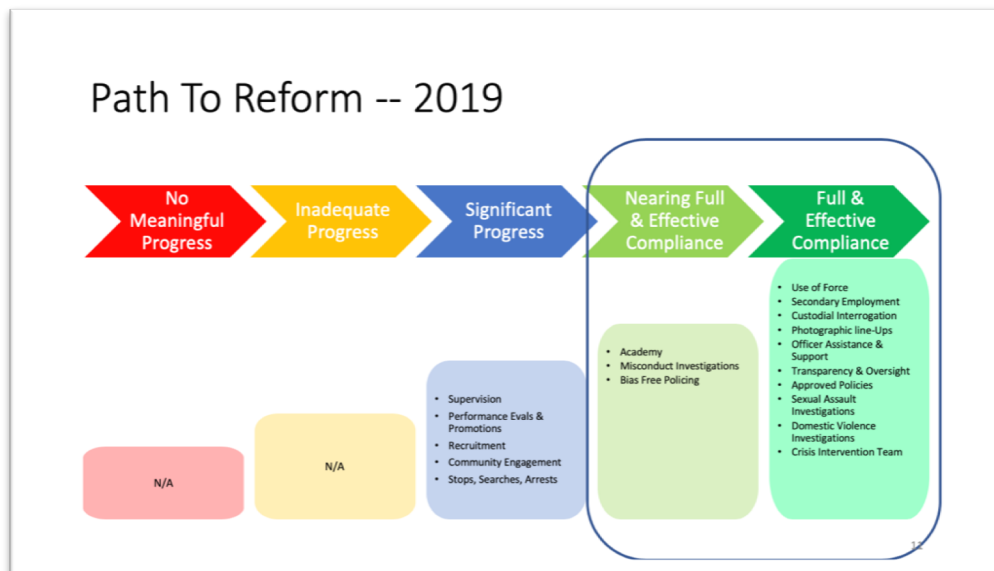 Path To Reform -- 2019
No
Meaningful
Progress
Inadequate
Progress
Significant
Progress
Nearing Full
& Effective
Compliance
Full &
Effective
Compliance
N/A
N/A
• Supervision
• Performance Evals &
Promotions
• Recruitment
• Community Engagement
• Stops, Searches, Arrests
• Academy
• Misconduct Investigations
• Bias Free Policing
• Use of Force
• Secondary Employment
• Custodial Interrogation
• Photographic line-Ups
• Officer Assistance &
Support
• Transparency & Oversight
• Approved Policies
• Sexual Assault
Investigations
• Domestic Violence
Investigations
• Crisis Intervention Team